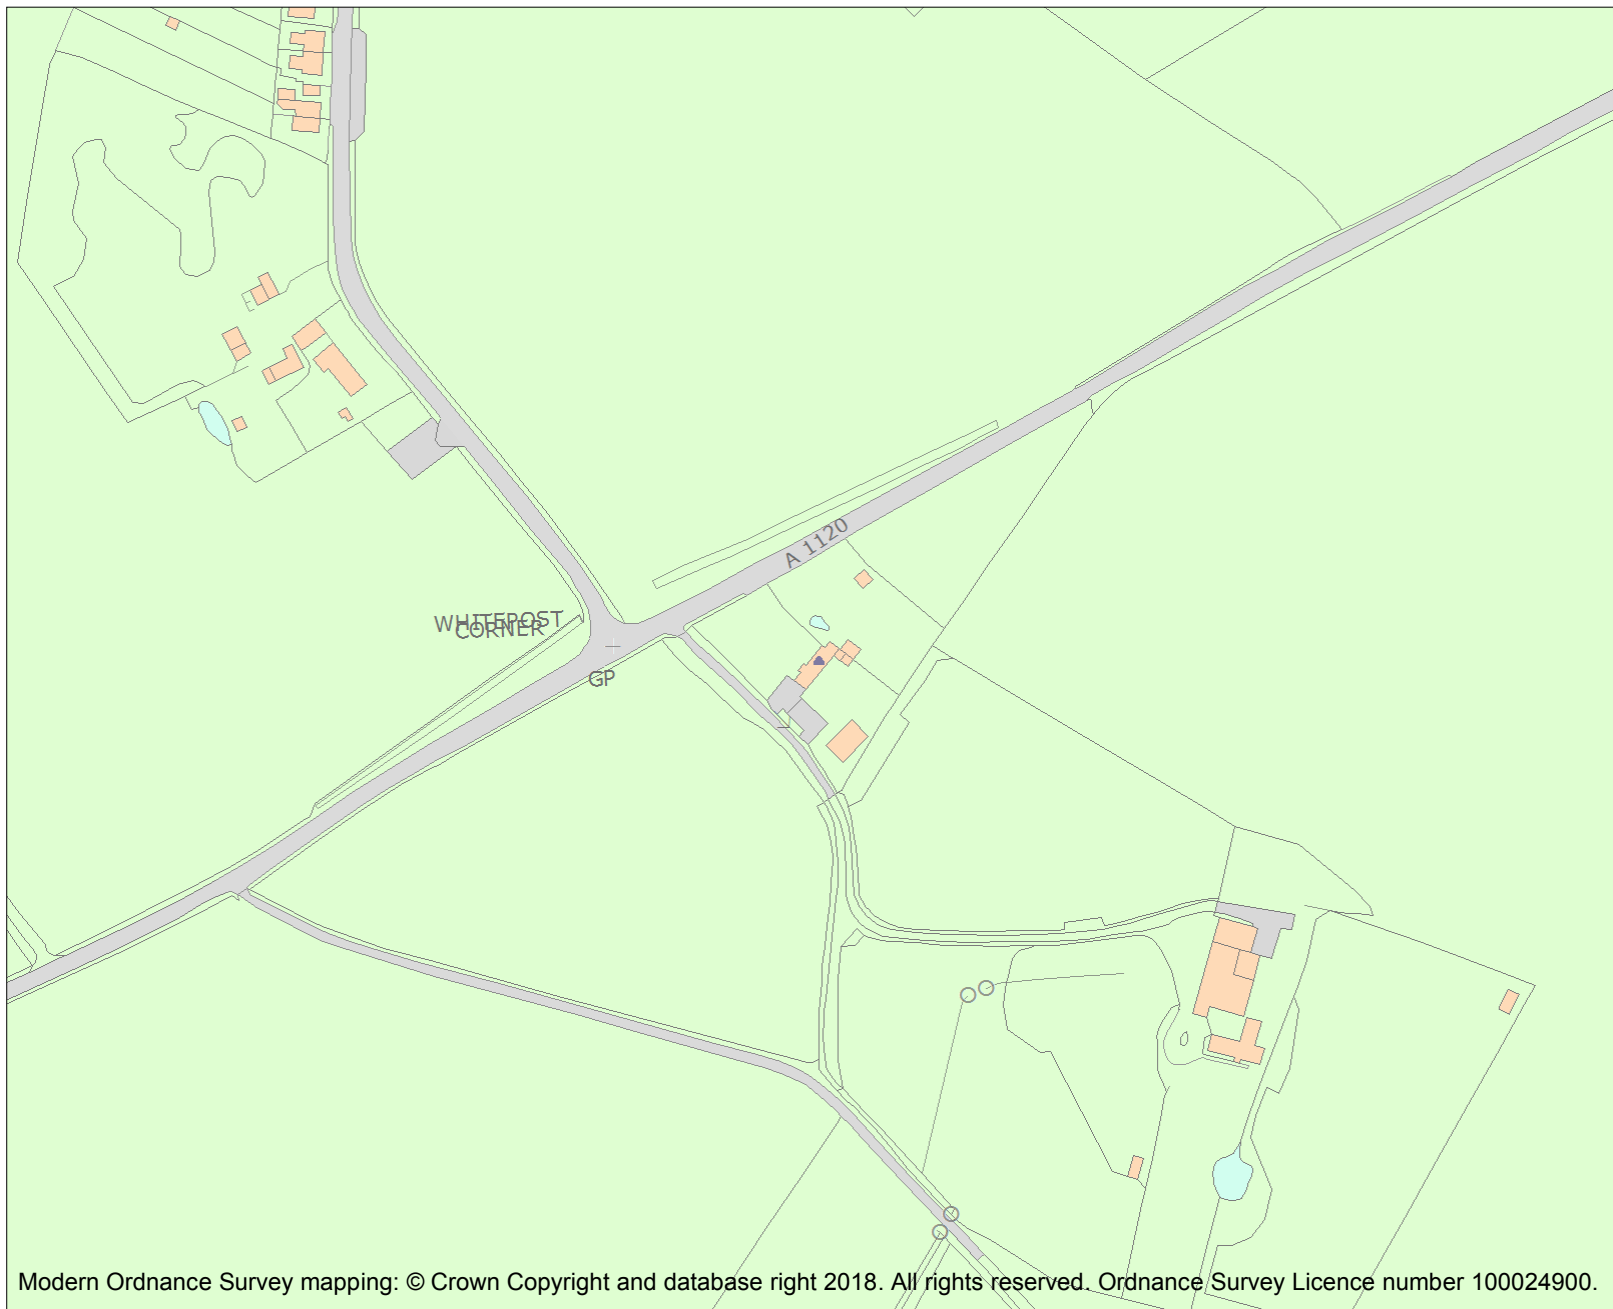 A 1120
WHITEPOST
CORNER
GP
Modern Ordnance Survey mapping: © Crown Copyright and database right 2018. All rights reserved. Ordnance Survey Licence number 100024900.